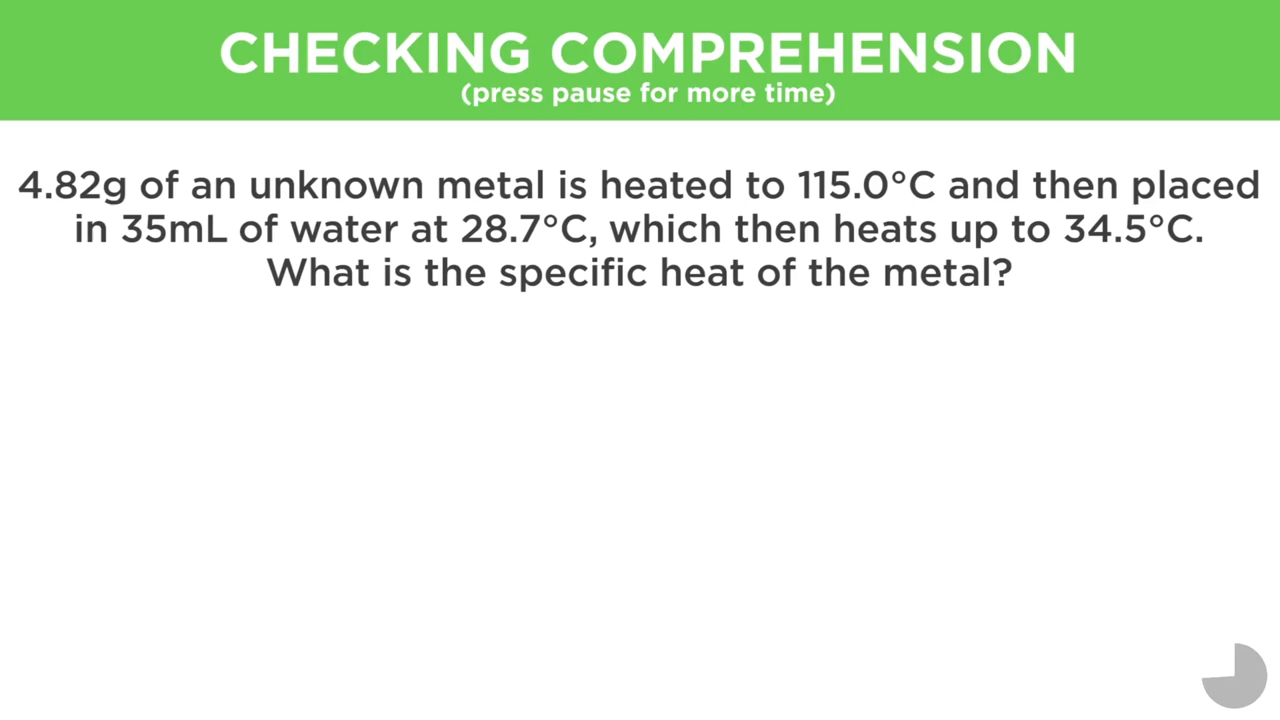 CHECKING COMPREHENSION
(press pause for more time)
4.82g of an unknown metal is heated to 115.0°C and then placed
in 35mL of water at 28.7°C, which then heats up to 34.5°C.
What is the specific heat of the metal?